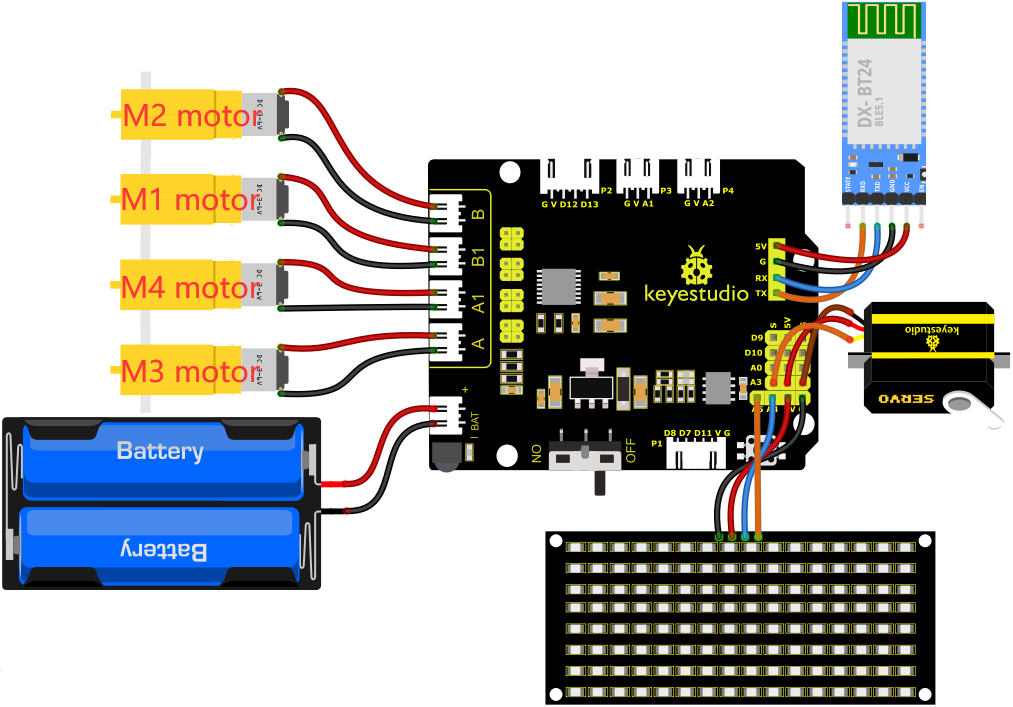 DX- BT24
BLE5.1
STATE
RXD
TXD
GND
VCC
EN
M2 motor
M1 motor
M4 motor
M3 motor
B
B1
A1
A
+
BAT
P2
P3
P4
G V D12 D13
G V A1
G V A2
keyestudio
5V
G
RX
TX
S
5V
D9
D10
A0
A3
keyestudio
SERVO
D8 D7 D11 V G
P1
NO
OFF
Battery
Battery